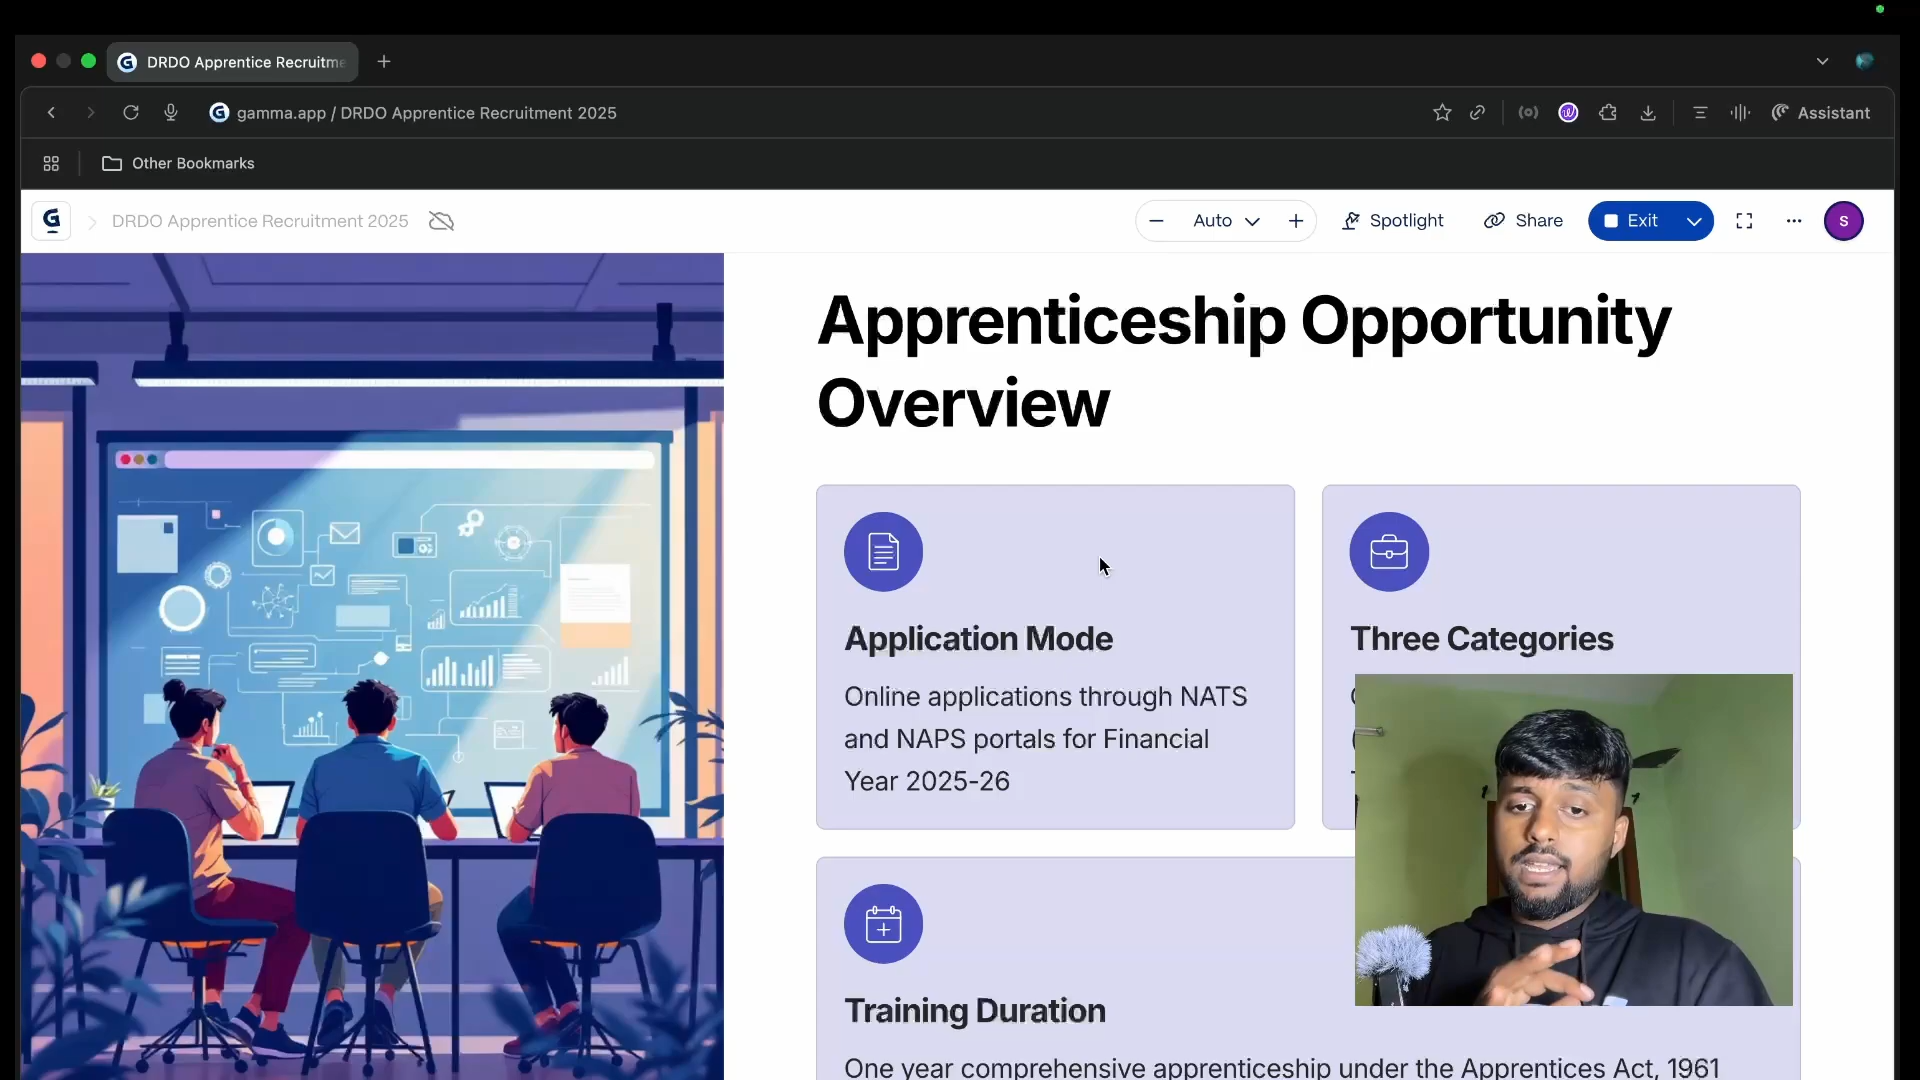 DRDO Apprentice Recruitme
gamma.app / DRDO Apprentice Recruitment 2025
Assistant
Other Bookmarks
DRDO Apprentice Recruitment 2025
Auto
Spotlight
Share
Exit
S
Apprenticeship Opportunity
Overview
Application Mode
Online applications through NATS
and NAPS portals for Financial
Year 2025-26
Three Categories
Training Duration
One year comprehensive apprenticeship under the Apprentices Act, 1961